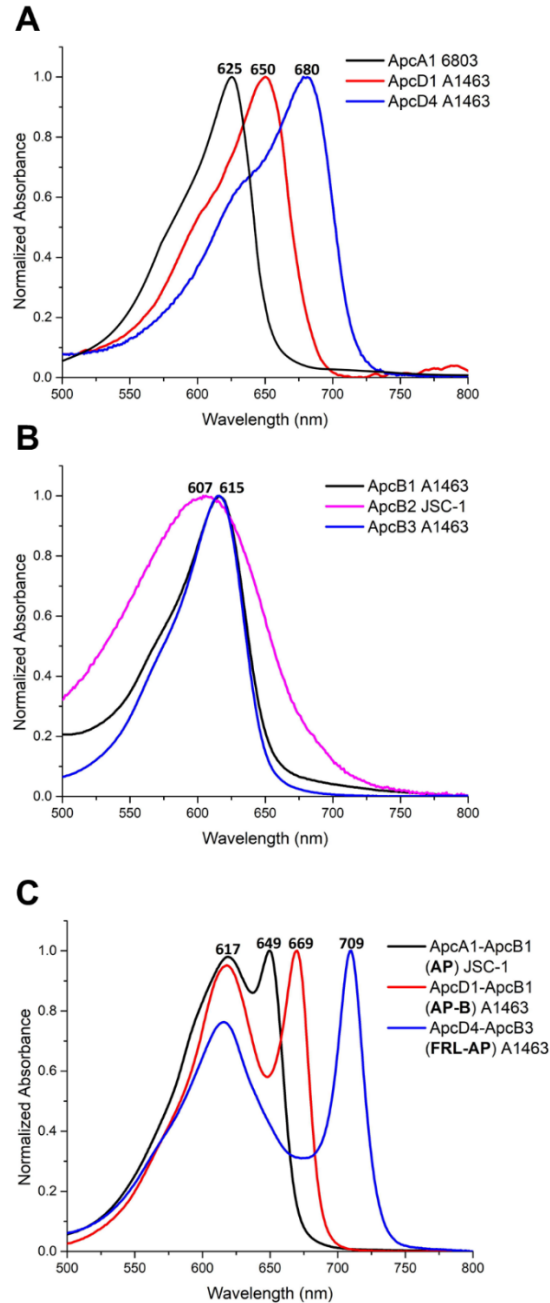 A
625 650 680
ApcA1 6803
ApcD1 A1463
ApcD4 A1463
Normalized Absorbance
1.0
0.8
0.6
0.4
0.2
0.0
500 550 600 650 700 750 800
Wavelength (nm)
B
607 615
ApcB1 A1463
ApcB2 JSC-1
ApcB3 A1463
Normalized Absorbance
1.0
0.8
0.6
0.4
0.2
0.0
500 550 600 650 700 750 800
Wavelength (nm)
C
617 649 669 709
ApcA1-ApcB1
(AP) JSC-1
ApcD1-ApcB1
(AP-B) A1463
ApcD4-ApcB3
(FRL-AP) A1463
Normalized Absorbance
1.0
0.8
0.6
0.4
0.2
0.0
500 550 600 650 700 750 800
Wavelength (nm)